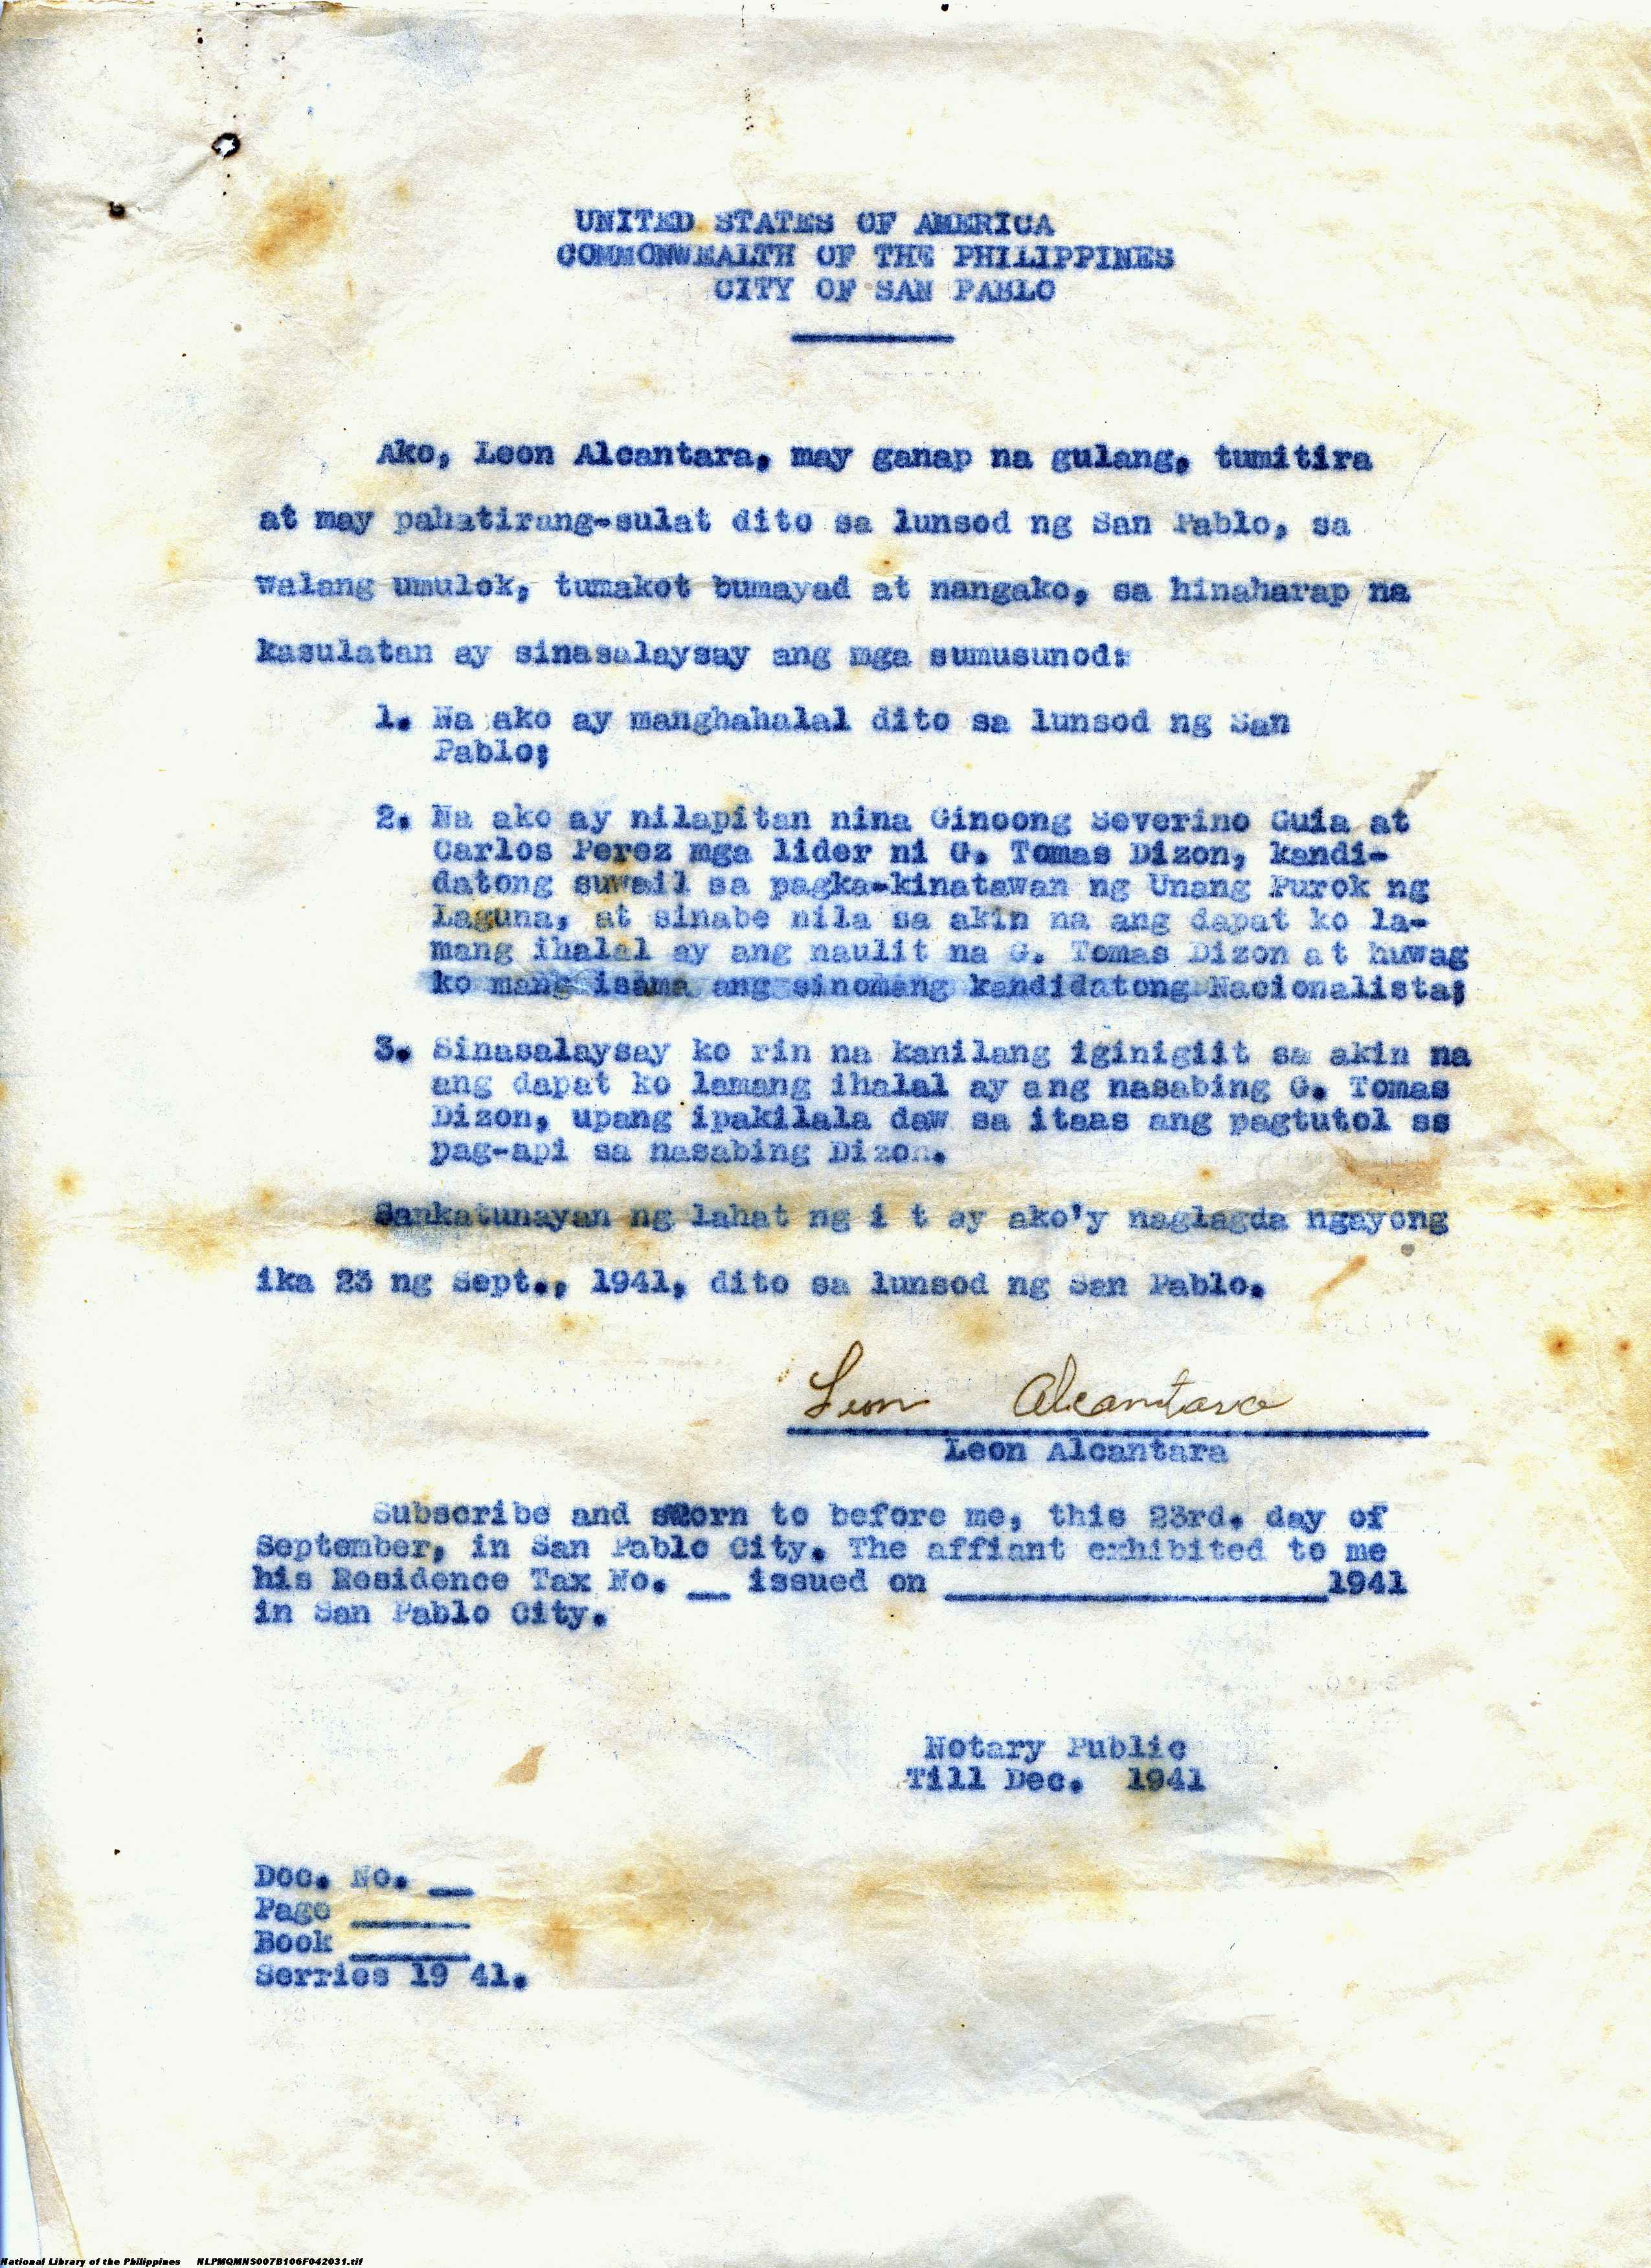 UNITED STATES OF AMERICA
COMMONWEALTH OF THE PHILIPPINES
CITY OF SAN PABLO
Ako, Leon Alcantara, may ganap na gulang, tumitira
at may pahatirang-sulat dito sa lunsod ng San Pablo, sa
walang umulok, tumakot bumayad at nangako, sa hinaharap na
kasulatan ay sinasalaysay ang mga sumusunod:
1. Na ako ay manghahalal dito sa lunsod ng San
Pablo;
2. Na ako ay nilapitan nina Ginoong Severino Guia at
Carlos Perez mga lider ni G. Tomas Dizon, kandi-
datong suwail sa pagka-kinatawan ng Unang Purok ng
Laguna, at sinabe nila sa akin na ang dapat ko la-
mang ihalal ay ang naulit na G. Tomas Dizon at huwag
ko mang isama ang sinomang kandidatong Nacionalista;
3. Sinasalaysay ko rin na kanilang iginigiit sa akin na
ang dapat ko lamang ihalal ay ang nasabing G. Tomas
Dizon, upang ipakilala daw sa itaas ang pagtutol ss
pag-api sa nasabing Dizon.
Sankatunayan ng lahat ng i t ay ako'y naglagda ngayong
ika 23 ng Sept., 1941, dito sa lunsod ng San Pablo.
Leon Alcantara
Leon Alcantara
Subscribe and sworn to before me, this 23rd. day of
September, in San Pablo City. The affiant exhibited to me
his Residence Tax No. __ issued on ____________________1941
in San Pablo City.
Notary Public
Till Dec. 1941
Doc. No. __
Page ______
Book ______
Serries 19 41.
National Library of the Philippines NLPMQMNS007B106F042031.tif